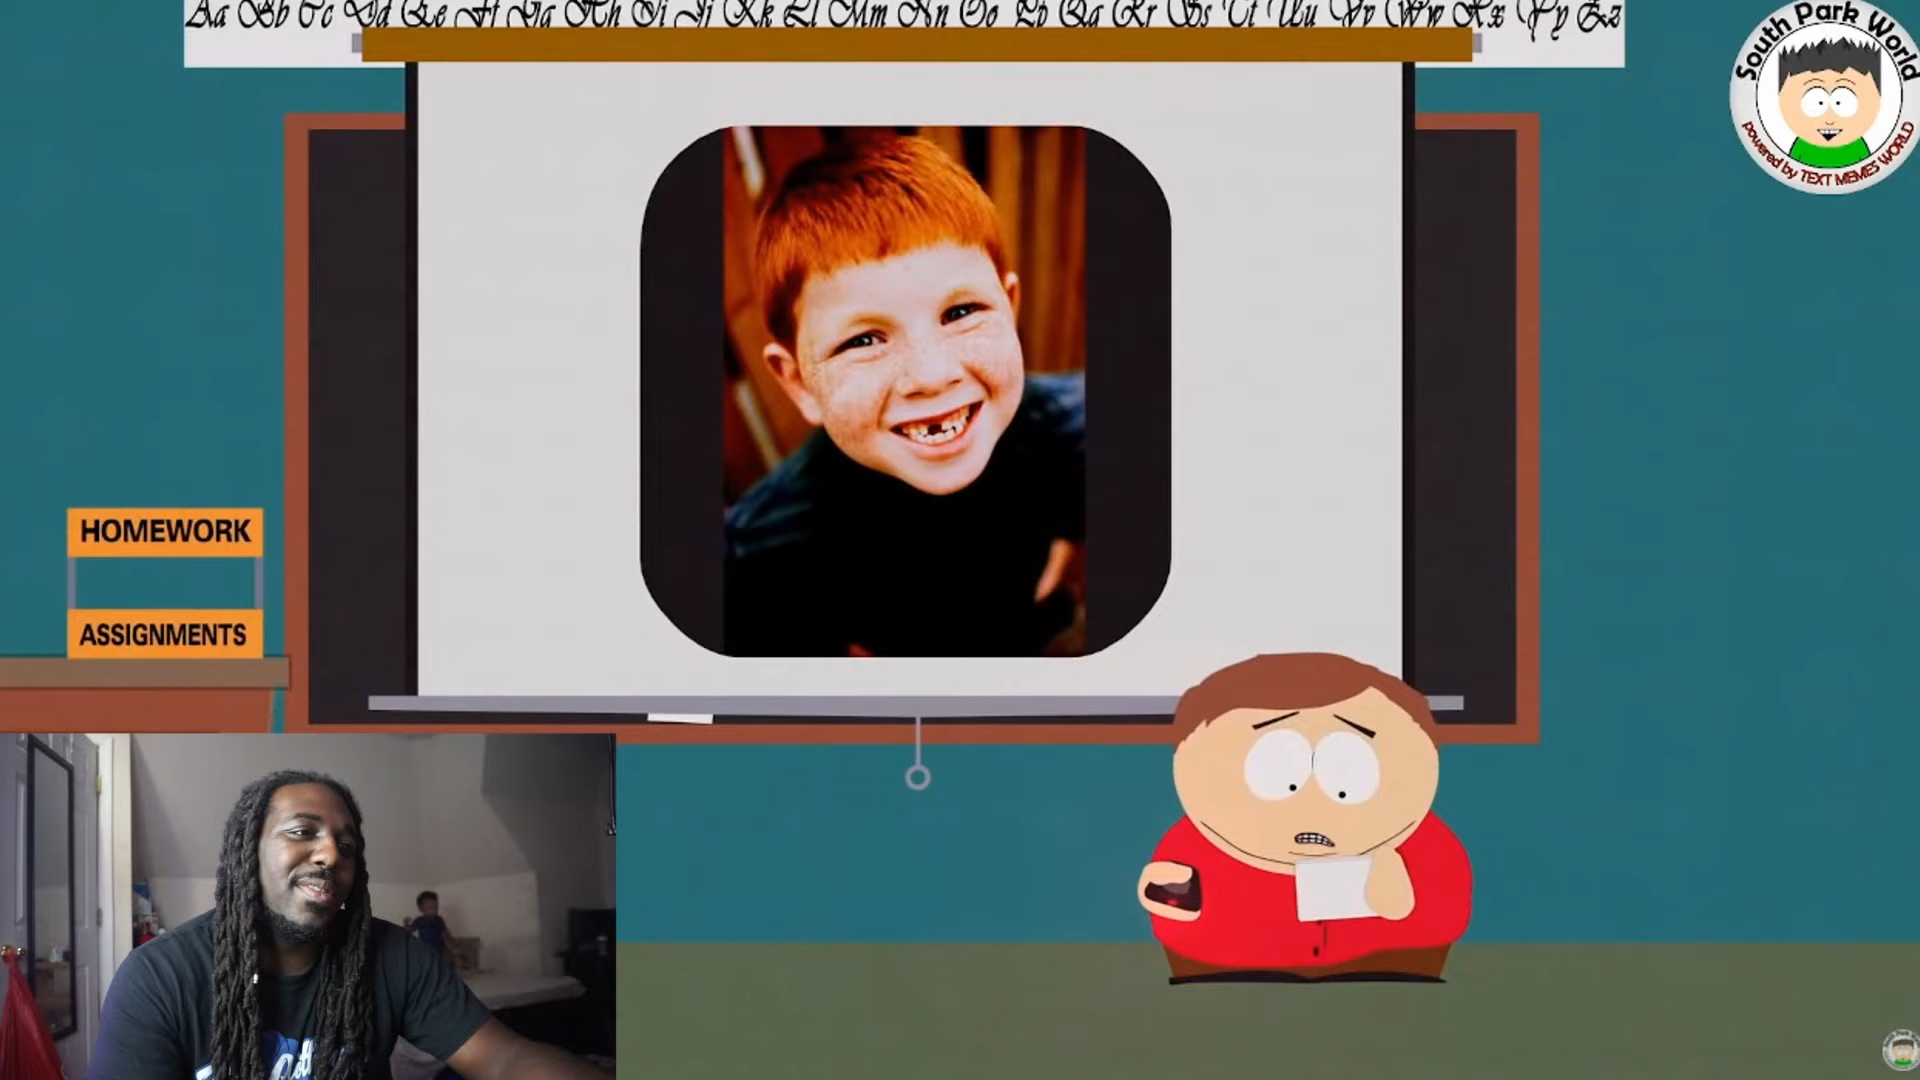 Aa Bb Cc Dd Ee Ff Gg Hh Ii Jj Kk Ll Mm Nn Oo Pp Qq Rr Ss Tt Uu Vv Ww Xx Yy Zz
South Park World
powered by TEXT MEMES WORLD
HOMEWORK
ASSIGNMENTS